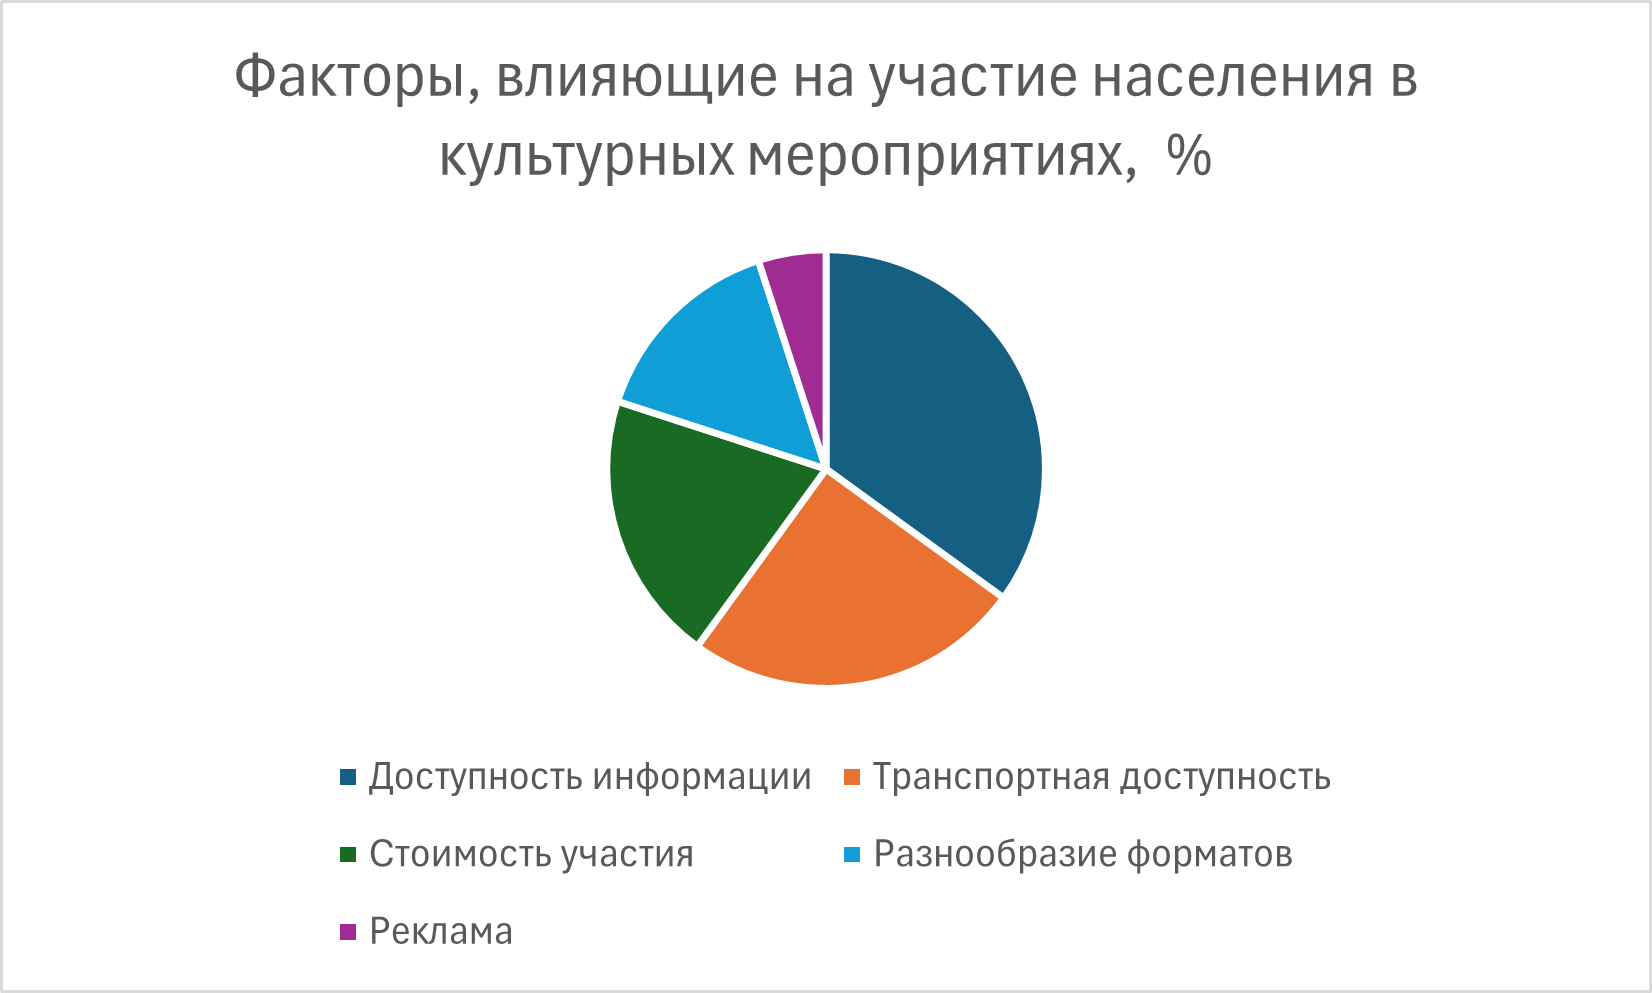 Факторы, влияющие на участие населения в
культурных мероприятиях,  %
Доступность информации
Транспортная доступность
Стоимость участия
Разнообразие форматов
Реклама